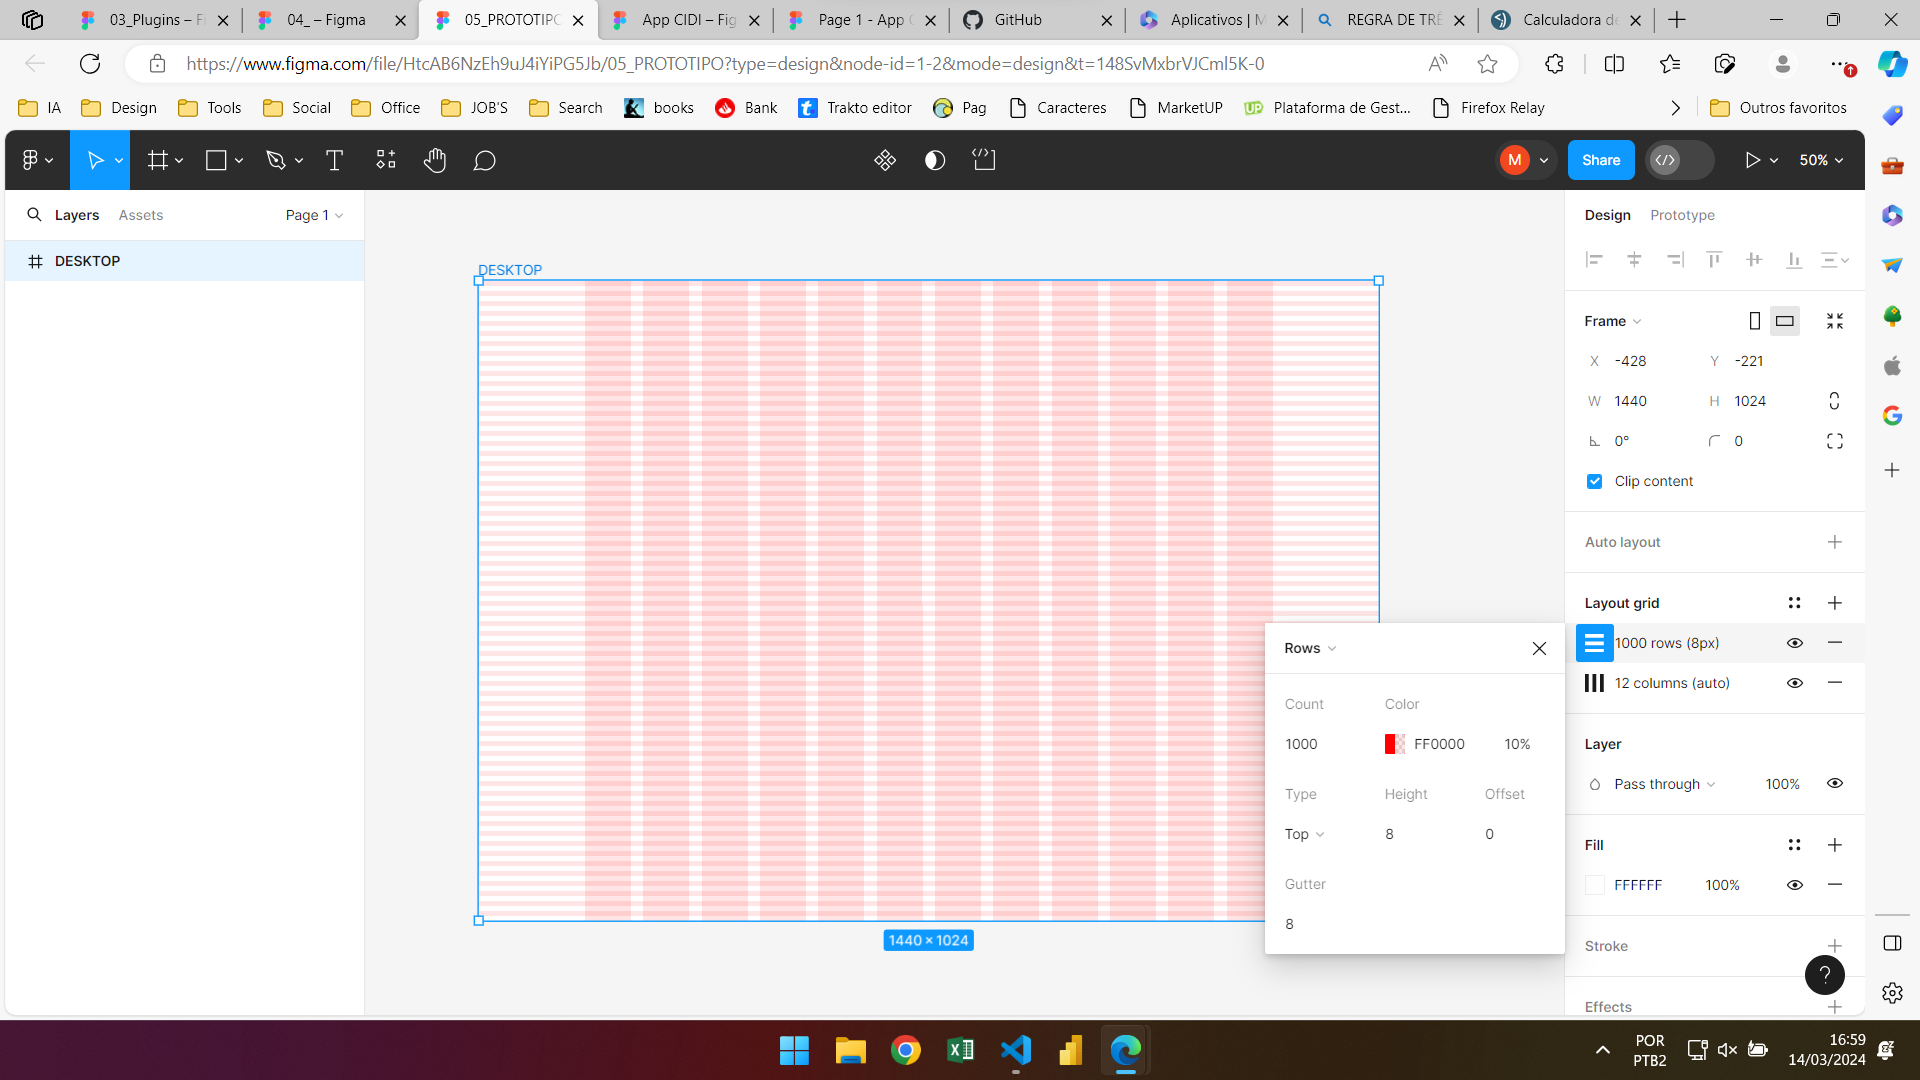 03_Plugins – Fi
04_ – Figma
05_PROTOTIPO
App CIDI – Fig
Page 1 - App C
GitHub
Aplicativos | M
REGRA DE TRÊ
Calculadora de
https://www.figma.com/file/HtcAB6NzEh9uJ4iYiPG5Jb/05_PROTOTIPO?type=design&node-id=1-2&mode=design&t=148SvMxbrVJCml5K-0
IA
Design
Tools
Social
Office
JOB'S
Search
books
Bank
Trakto editor
Pag
Caracteres
MarketUP
Plataforma de Gest...
Firefox Relay
Outros favoritos
M
Share
50%
Layers
Assets
Page 1
Design
Prototype
DESKTOP
DESKTOP
Frame
X -428
Y -221
W 1440
H 1024
0°
0
Clip content
Auto layout
Layout grid
1000 rows (8px)
12 columns (auto)
Rows
Count
Color
1000
FF0000
10%
Type
Height
Offset
Top
8
0
Gutter
8
Layer
Pass through
100%
Fill
FFFFFF
100%
Stroke
Effects
?
1440 × 1024
POR
PTB2
16:59
14/03/2024